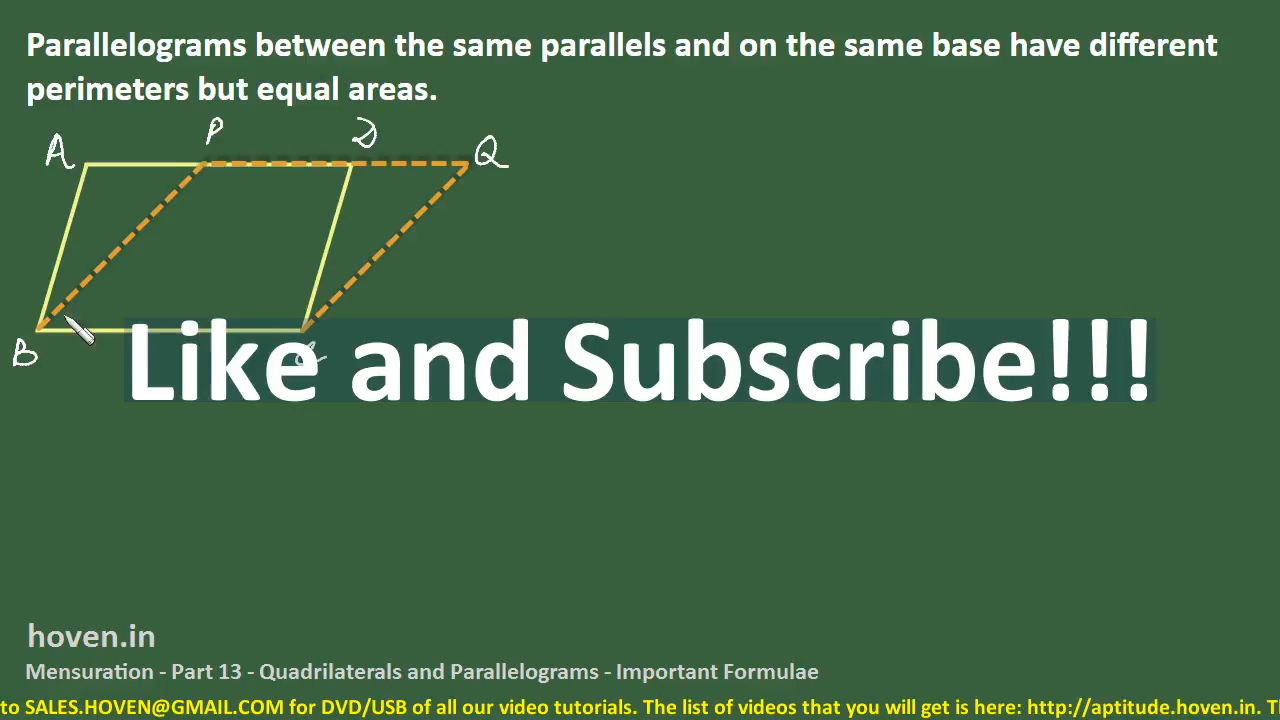 Parallelograms between the same parallels and on the same base have different
perimeters but equal areas.
A P D Q
B C
Like and Subscribe!!!
hoven.in
Mensuration - Part 13 - Quadrilaterals and Parallelograms - Important Formulae
to SALES.HOVEN@GMAIL.COM for DVD/USB of all our video tutorials. The list of videos that you will get is here: http://aptitude.hoven.in. T